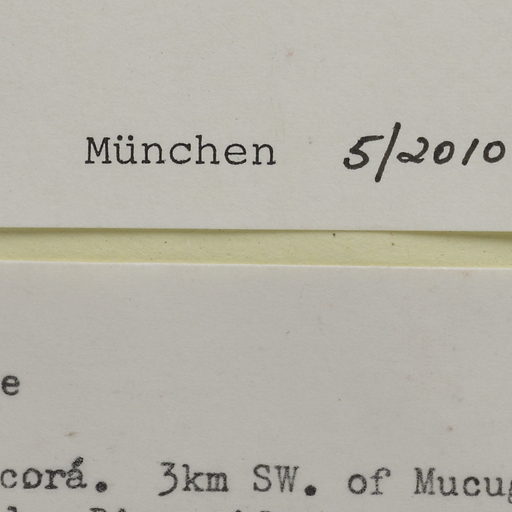 München 5/2010
e
corá. 3km SW. of Mucug